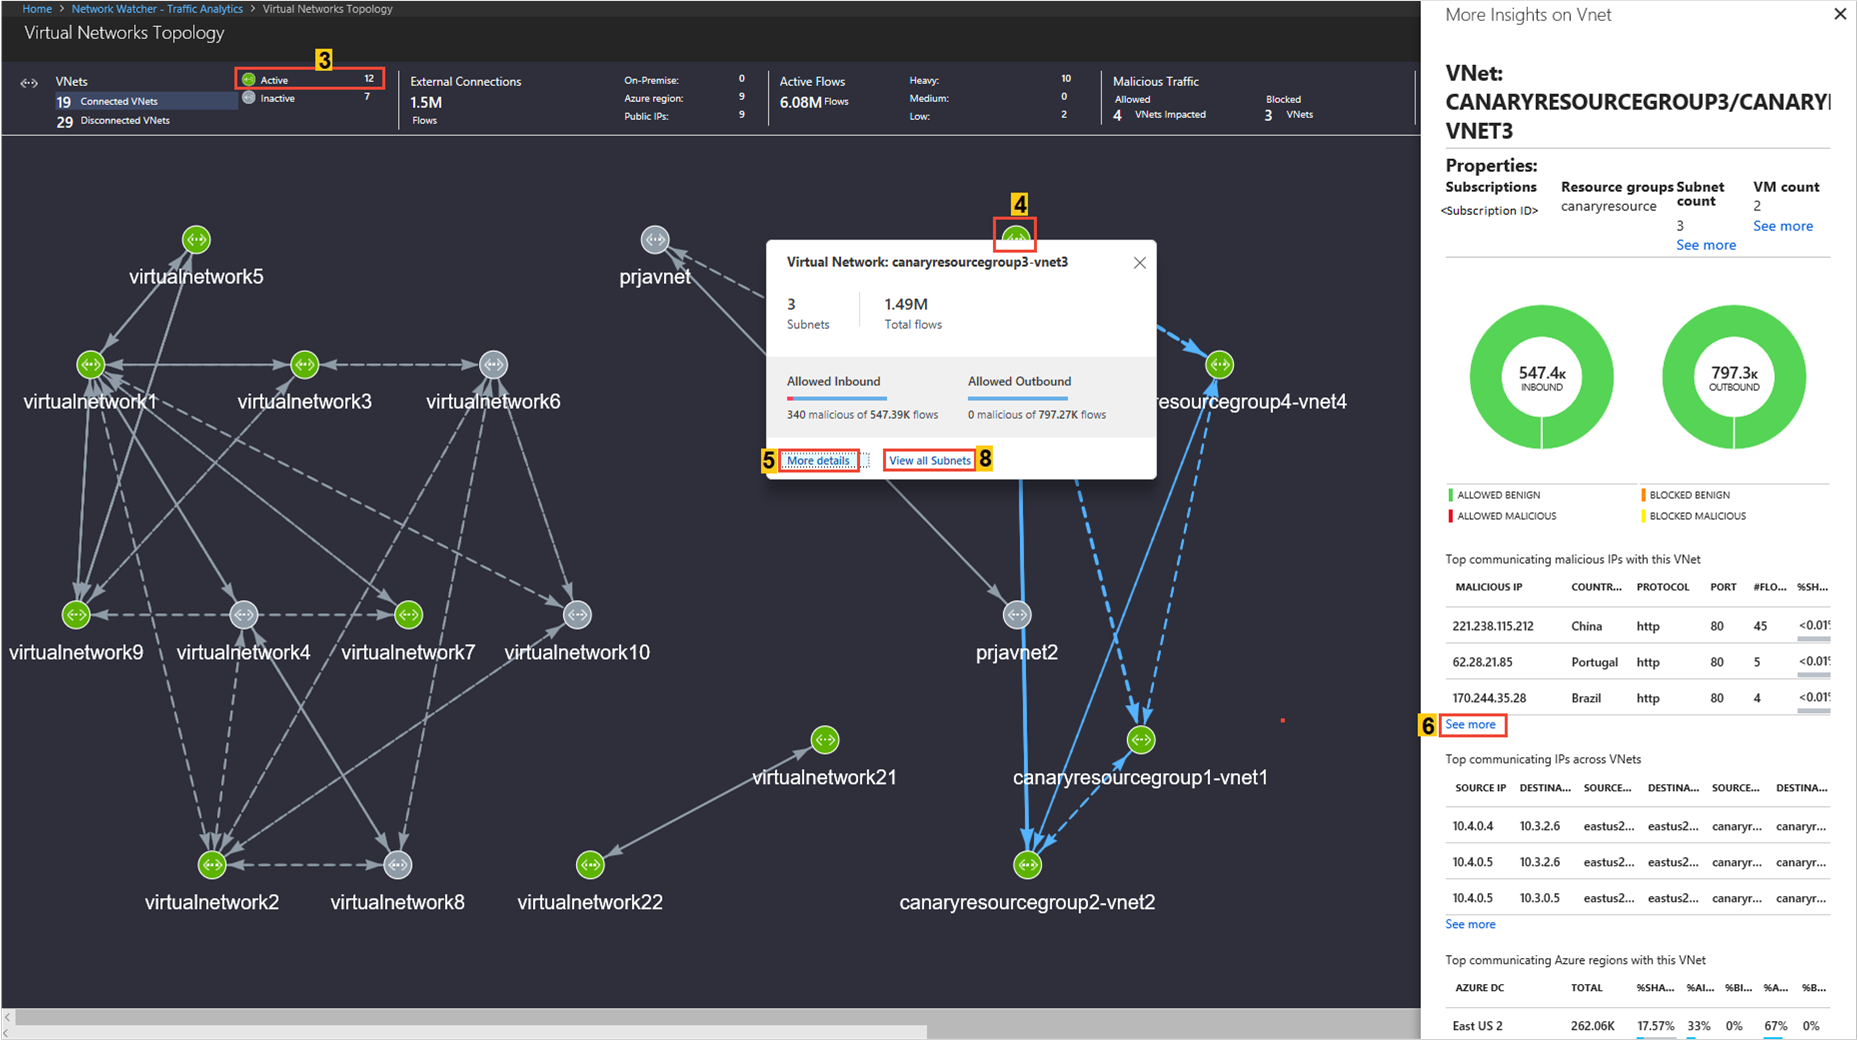 Home > Network Watcher - Traffic Analytics > Virtual Networks Topology
Virtual Networks Topology
3
VNets
19 Connected VNets
29 Disconnected VNets
Active 12
Inactive 7
External Connections
1.5M
Flows
On-Premise: 0
Azure region: 9
Public IPs: 9
Active Flows
6.08M Flows
Heavy: 10
Medium: 0
Low: 2
Malicious Traffic
Allowed
4 VNets Impacted
Blocked
3 VNets
4
virtualnetwork5
prjavnet
virtualnetwork1
virtualnetwork3
virtualnetwork6
resourcegroup4-vnet4
Virtual Network: canaryresourcegroup3-vnet3
3
Subnets
1.49M
Total flows
Allowed Inbound
340 malicious of 547.39K flows
Allowed Outbound
0 malicious of 797.27K flows
5
More details
View all Subnets
8
virtualnetwork9
virtualnetwork4
virtualnetwork7
virtualnetwork10
prjavnet2
virtualnetwork21
canaryresourcegroup1-vnet1
virtualnetwork2
virtualnetwork8
virtualnetwork22
canaryresourcegroup2-vnet2
More Insights on Vnet
VNet:
CANARYRESOURCEGROUP3/CANARY
VNET3
Properties:
Subscriptions
<Subscription ID>
Resource groups
canaryresource
Subnet
count
3
See more
VM count
2
See more
547.4K
INBOUND
797.3K
OUTBOUND
ALLOWED BENIGN
BLOCKED BENIGN
ALLOWED MALICIOUS
BLOCKED MALICIOUS
Top communicating malicious IPs with this VNet
MALICIOUS IP COUNTR... PROTOCOL PORT #FLO... %SH...
221.238.115.212 China http 80 45 <0.01%
62.28.21.85 Portugal http 80 5 <0.01%
170.244.35.28 Brazil http 80 4 <0.01%
6
See more
Top communicating IPs across VNets
SOURCE IP DESTINA... SOURCE... DESTINA... SOURCE... DESTINA...
10.4.0.4 10.3.2.6 eastus2... eastus2... canaryr... canaryr...
10.4.0.5 10.3.2.6 eastus2... eastus2... canaryr... canaryr...
10.4.0.5 10.3.0.5 eastus2... eastus2... canaryr... canaryr...
See more
Top communicating Azure regions with this VNet
AZURE DC TOTAL %SHA... %AI... %BI... %A... %B...
East US 2 262.06K 17.57% 33% 0% 67% 0%